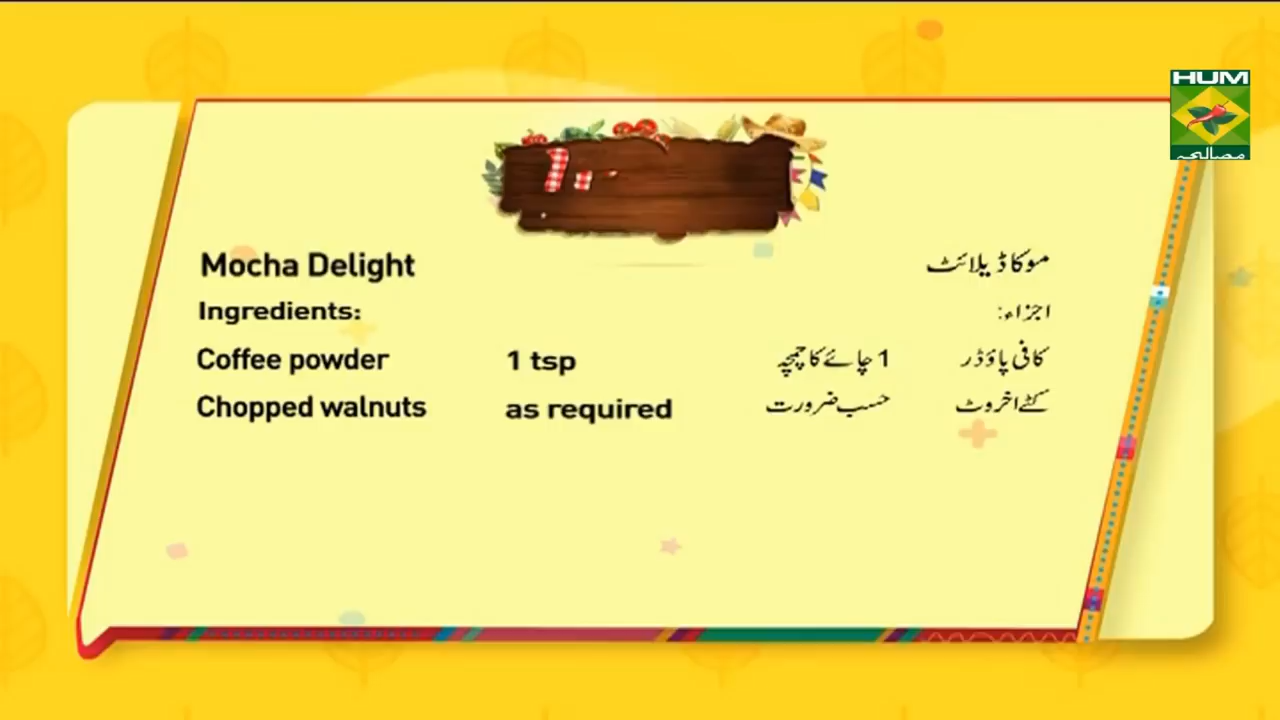 HUM
مصالحہ
Mocha Delight موکا ڈیلائٹ
Ingredients: اجزاء:
Coffee powder 1 tsp 1 چائے کا چمچہ کافی پاؤڈر
Chopped walnuts as required حسب ضرورت کٹے اخروٹ